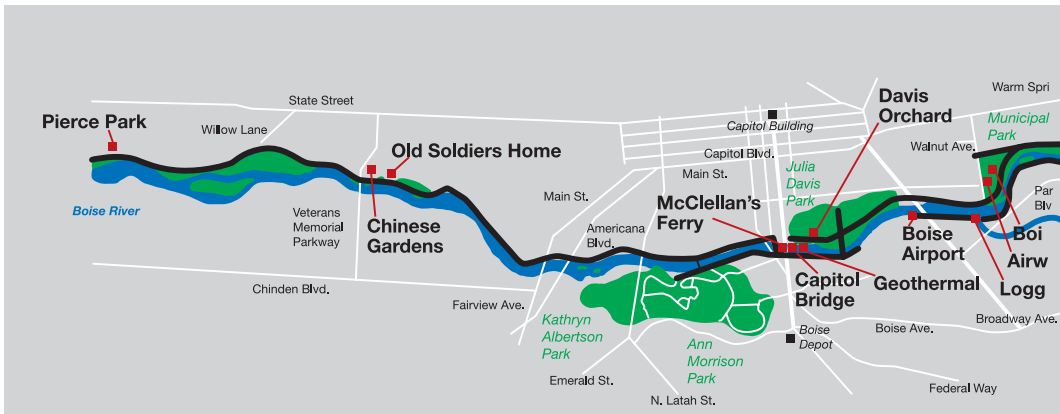 Warm Spri
State Street
Pierce Park
Willow Lane
Davis
Orchard
Municipal
Park
Capitol Building
Walnut Ave.
Old Soldiers Home
Capitol Blvd.
Julia
Davis
Park
Main St.
Par
Blv
Boise River
Veterans
Memorial
Parkway
Chinese
Gardens
Main St.
McClellan's
Ferry
Americana
Blvd.
Boise
Airport
Boi
Airw
Logg
Capitol
Bridge
Geothermal
Chinden Blvd.
Fairview Ave.
Kathryn
Albertson
Park
Ann
Morrison
Park
Boise
Depot
Boise Ave.
Broadway Ave.
Emerald St.
N. Latah St.
Federal Way